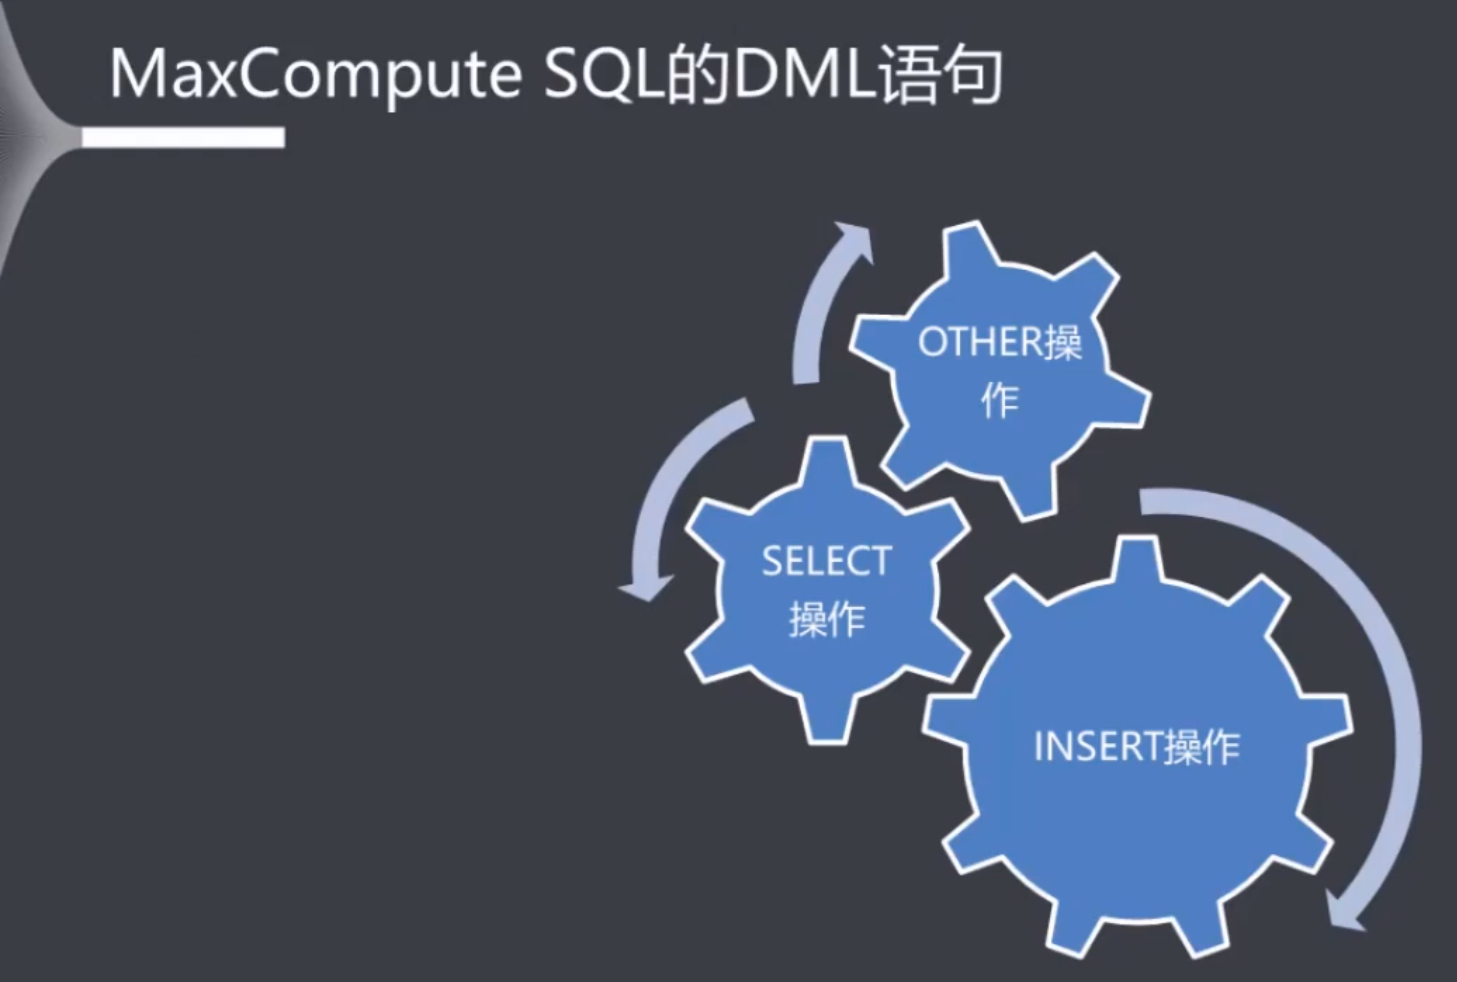 MaxCompute SQL的DML语句
OTHER操
作
SELECT
操作
INSERT操作